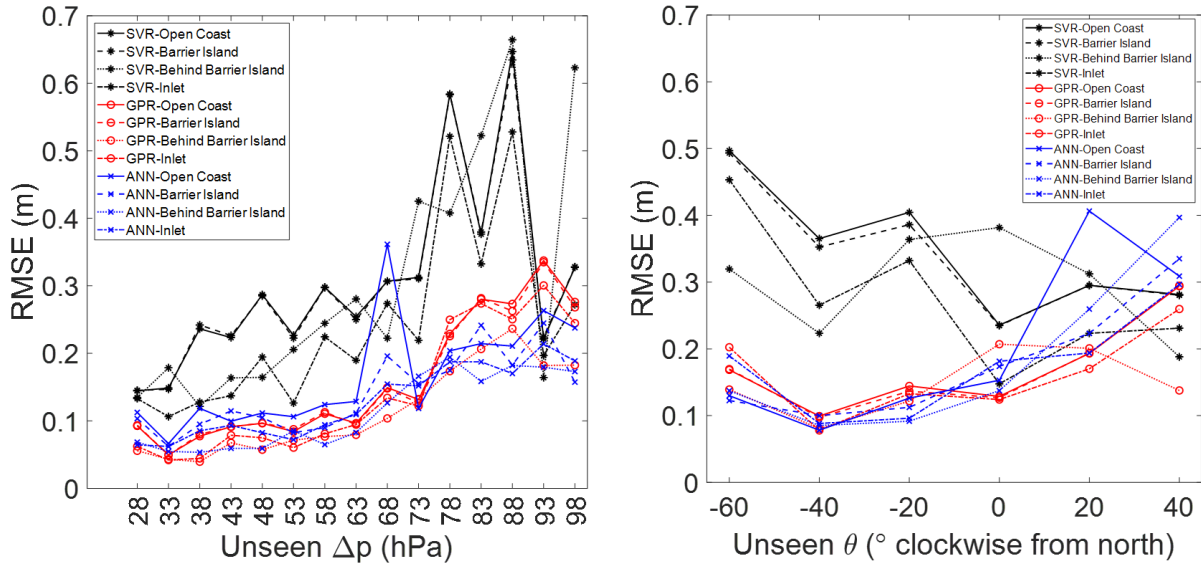 0.7
0.6
0.5
0.4
0.3
0.2
0.1
0
RMSE (m)
SVR-Open Coast
SVR-Barrier Island
SVR-Behind Barrier Island
SVR-Inlet
GPR-Open Coast
GPR-Barrier Island
GPR-Behind Barrier Island
GPR-Inlet
ANN-Open Coast
ANN-Barrier Island
ANN-Behind Barrier Island
ANN-Inlet
28 33 38 43 48 53 58 63 68 73 78 83 88 93 98
Unseen Δp (hPa)
0.7
0.6
0.5
0.4
0.3
0.2
0.1
0
RMSE (m)
SVR-Open Coast
SVR-Barrier Island
SVR-Behind Barrier Island
SVR-Inlet
GPR-Open Coast
GPR-Barrier Island
GPR-Behind Barrier Island
GPR-Inlet
ANN-Open Coast
ANN-Barrier Island
ANN-Behind Barrier Island
ANN-Inlet
-60 -40 -20 0 20 40
Unseen θ (° clockwise from north)